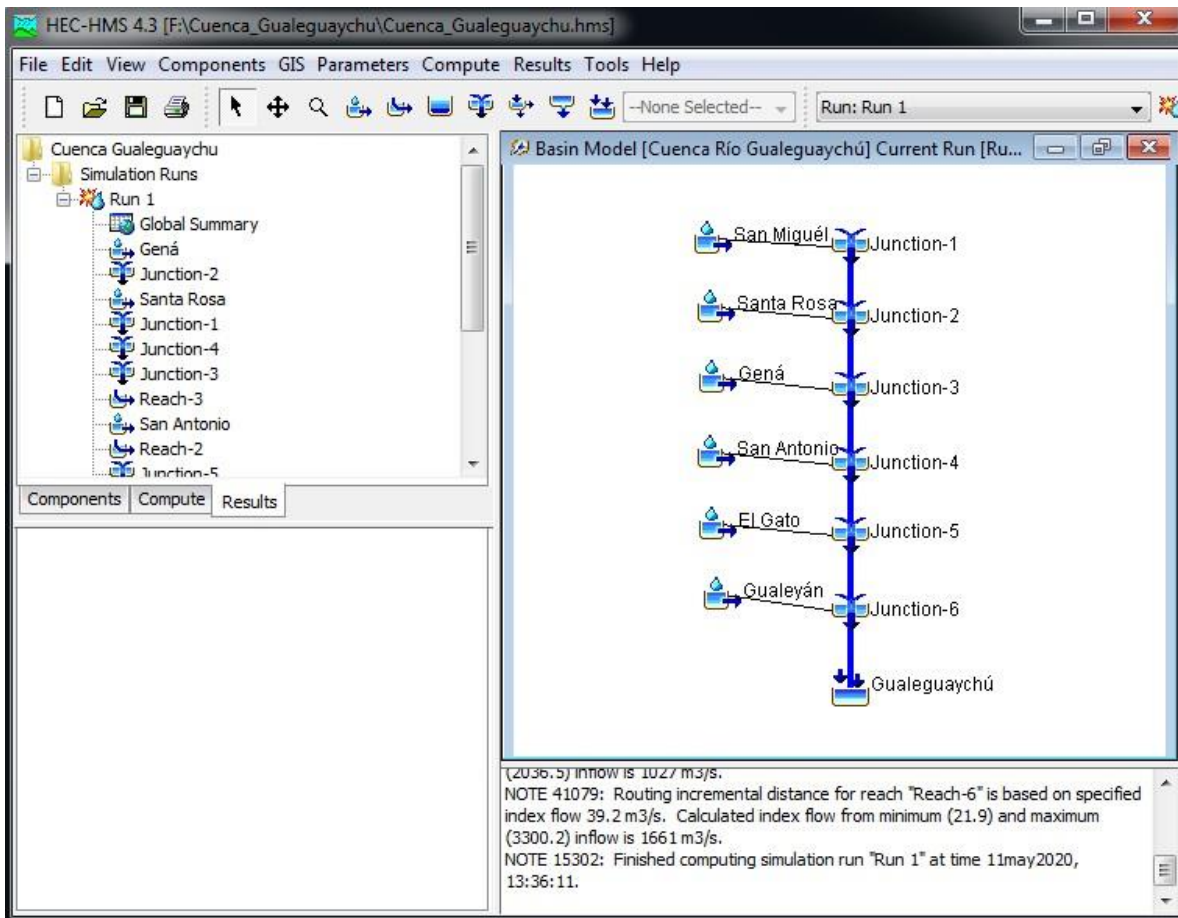 HEC-HMS 4.3 [F:\Cuenca_Gualeguaychu\Cuenca_Gualeguaychu.hms]
File Edit View Components GIS Parameters Compute Results Tools Help
--None Selected-- Run: Run 1
Cuenca Gualeguaychu
Simulation Runs
Run 1
Global Summary
Gená
Junction-2
Santa Rosa
Junction-1
Junction-4
Junction-3
Reach-3
San Antonio
Reach-2
Junction-5
Components Compute Results
Basin Model [Cuenca Río Gualeguaychú] Current Run [Ru...
San Miguél Junction-1
Santa Rosa Junction-2
Gená Junction-3
San Antonio Junction-4
El Gato Junction-5
Gualeyán Junction-6
Gualeguaychú
(2036.5) inflow is 1027 m3/s.
NOTE 41079: Routing incremental distance for reach "Reach-6" is based on specified
index flow 39.2 m3/s. Calculated index flow from minimum (21.9) and maximum
(3300.2) inflow is 1661 m3/s.
NOTE 15302: Finished computing simulation run "Run 1" at time 11may2020,
13:36:11.